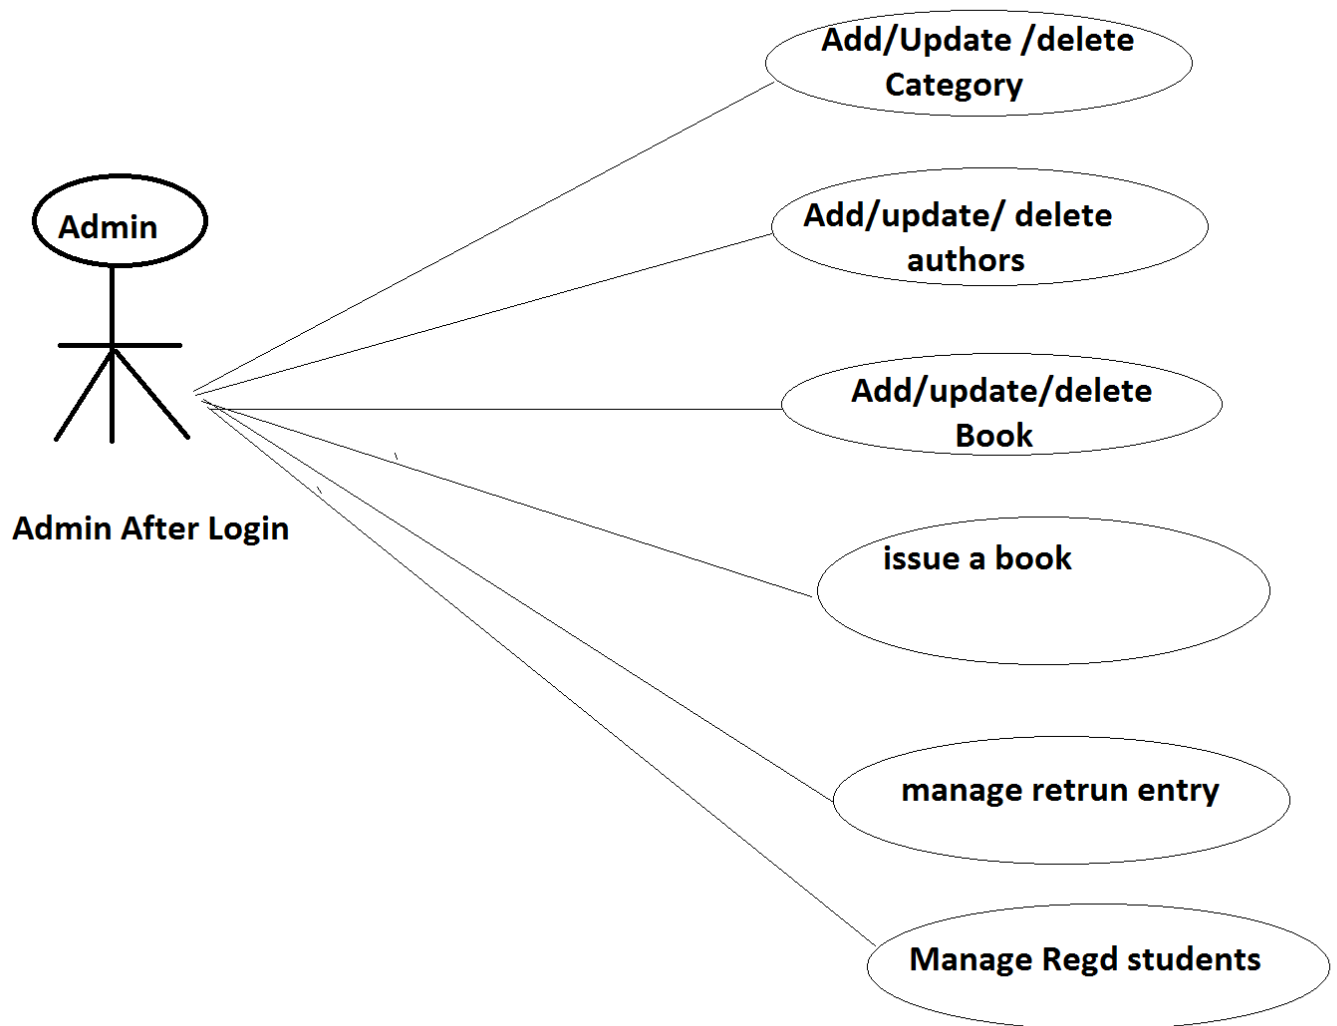 Add/Update /delete
Category
Admin
Add/update/ delete
authors
Add/update/delete
Book
Admin After Login
issue a book
manage retrun entry
Manage Regd students